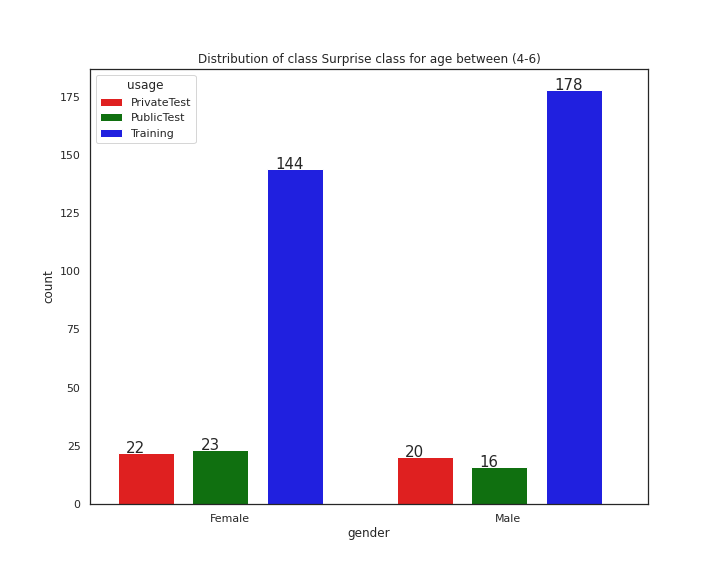 Distribution of class Surprise class for age between (4-6)
usage
PrivateTest
PublicTest
Training
count
175
150
125
100
75
50
25
0
22
23
144
20
16
178
Female
Male
gender